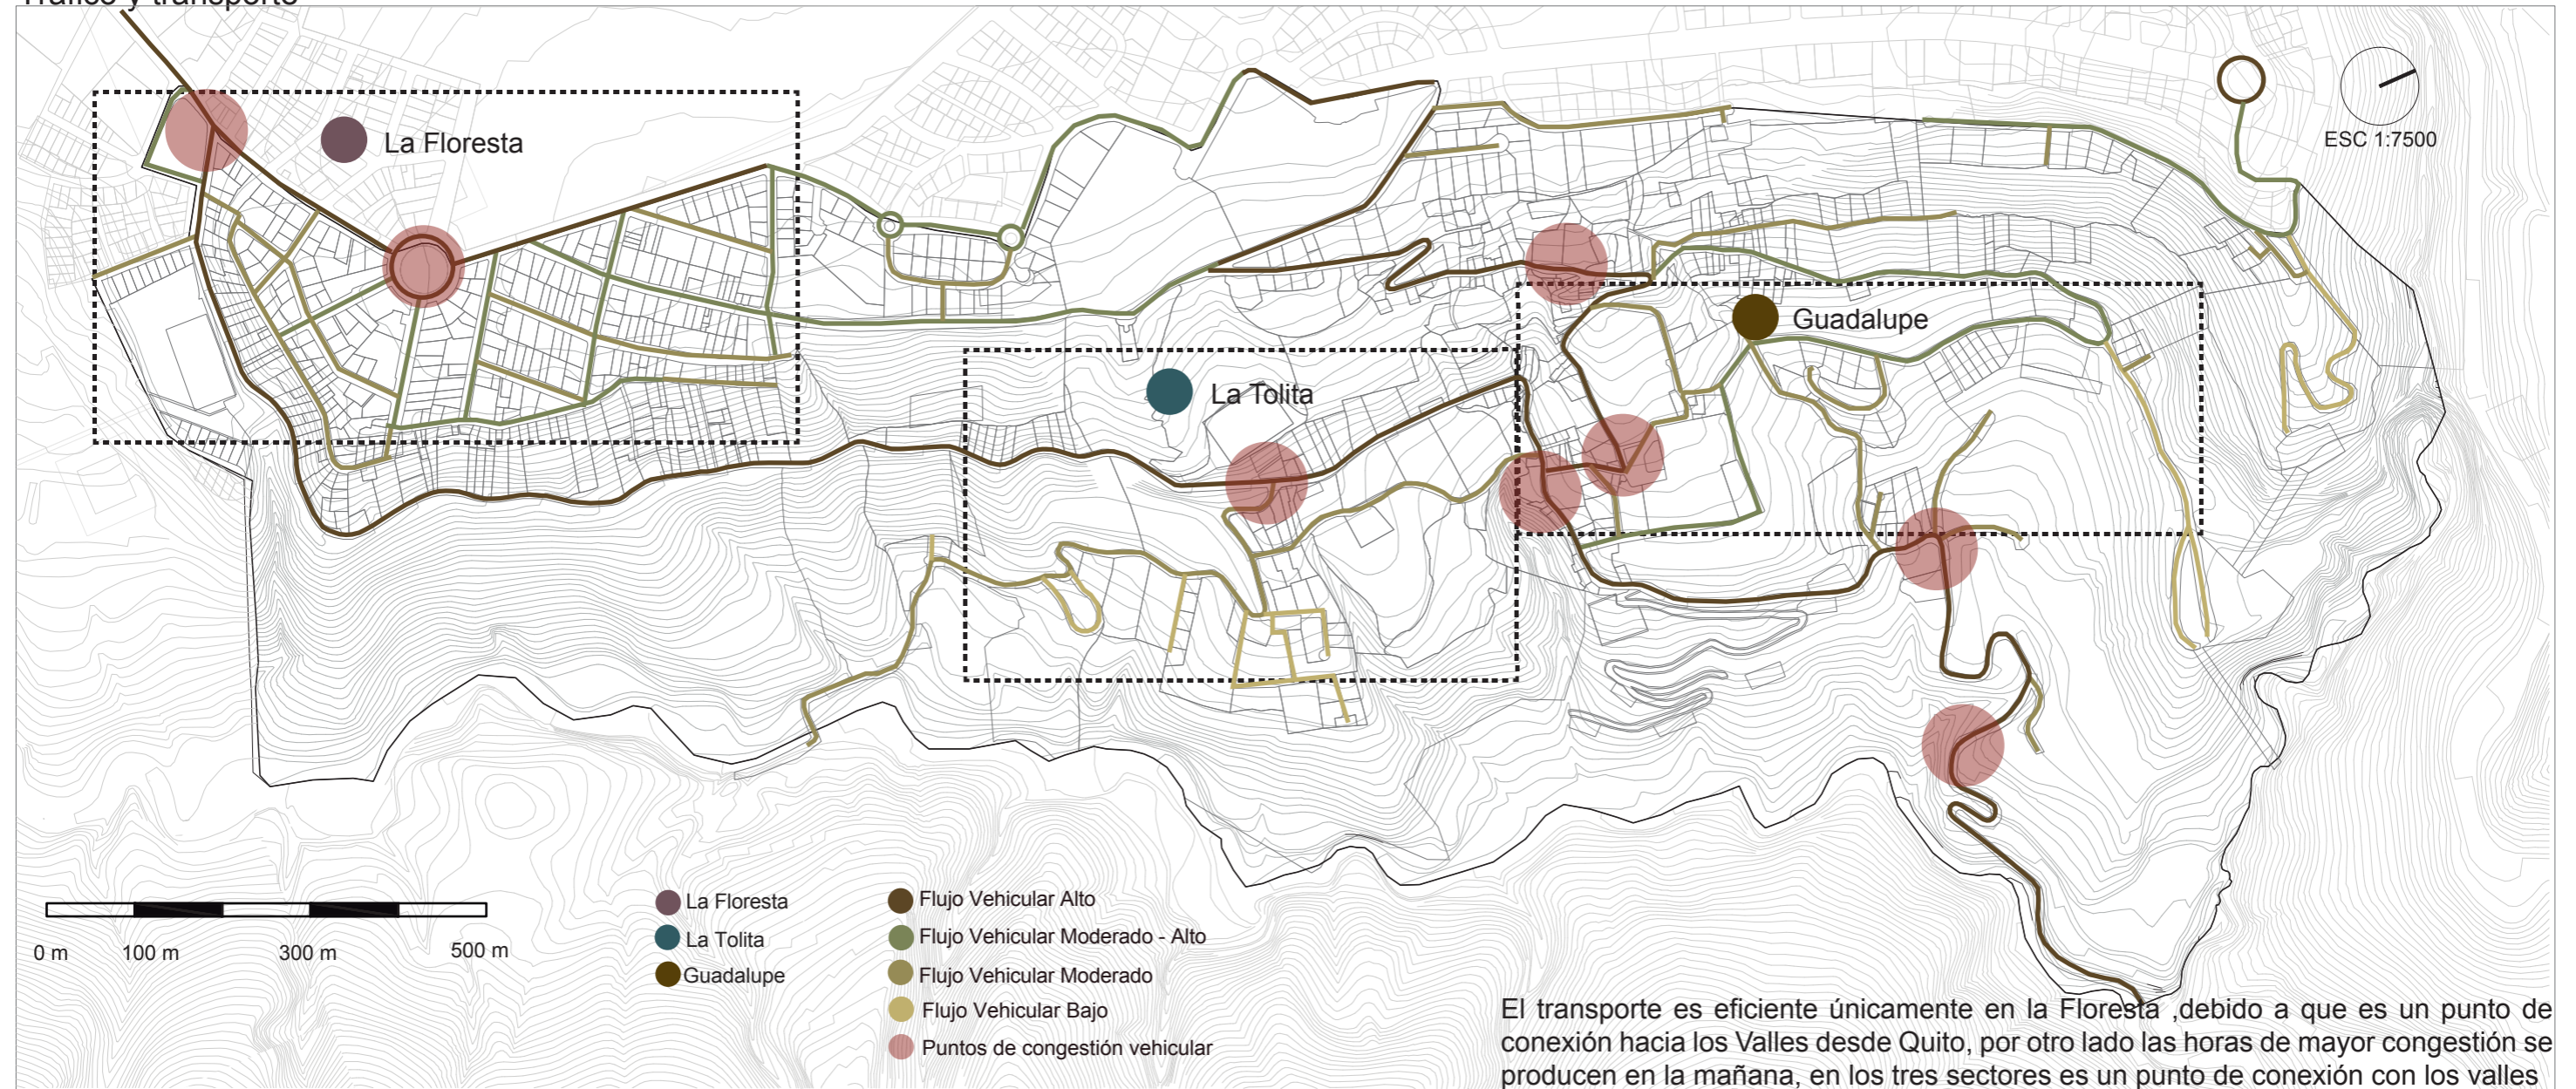 Tráfico y transporte
La Floresta
ESC 1:7500
Guadalupe
La Tolita
0 m
100 m
300 m
500 m
La Floresta
La Tolita
Guadalupe
Flujo Vehicular Alto
Flujo Vehicular Moderado - Alto
Flujo Vehicular Moderado
Flujo Vehicular Bajo
Puntos de congestión vehicular
El transporte es eficiente únicamente en la Floresta ,debido a que es un punto de
conexión hacia los Valles desde Quito, por otro lado las horas de mayor congestión se
producen en la mañana, en los tres sectores es un punto de conexión con los valles